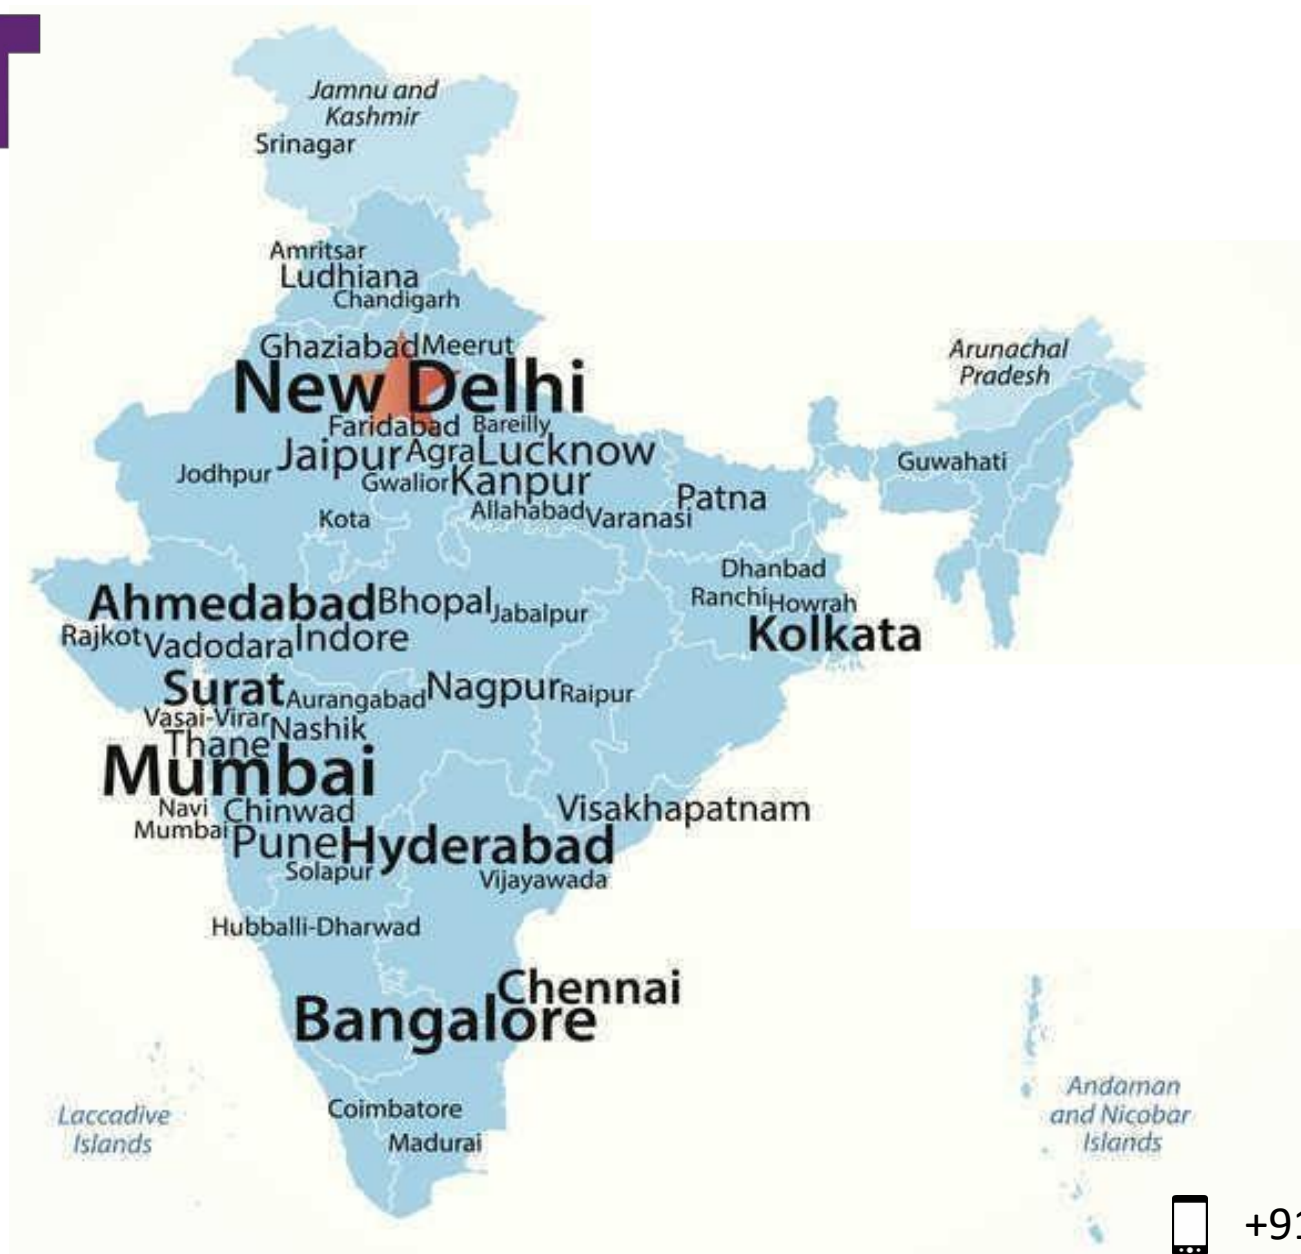 Jamnu and
Kashmir
Srinagar
Amritsar
Ludhiana
Chandigarh
Ghaziabad Meerut
New Delhi
Faridabad Bareilly
Jaipur Agra Lucknow
Jodhpur Gwalior Kanpur
Patna
Kota Allahabad Varanasi
Arunachal
Pradesh
Guwahati
Dhanbad
Ranchi Howrah
Kolkata
Ahmedabad Bhopal Jabalpur
Rajkot Vadodara Indore
Surat Aurangabad Nagpur Raipur
Vasai-Virar Nashik
Thane
Mumbai
Navi
Mumbai
Chinwad
Visakhapatnam
Pune Hyderabad
Solapur Vijayawada
Hubballi-Dharwad
Chennai
Bangalore
Coimbatore
Madurai
Laccadive
Islands
Andaman
and Nicobar
Islands
+91